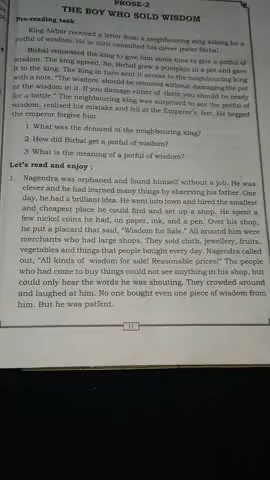 PROSE-2
THE BOY WHO SOLD WISDOM
Pre-reading task
King Akbar received a letter from a neighbouring king asking for a
potful of wisdom. He in turn consulted his clever jester Birbal.
Birbal requested the king to give him some time to give a potful of
wisdom. The king agreed. So, Birbal grew a pumpkin in a pot and gave
it to the king. The king in turn sent it across to the neighbouring king
with a note. "The wisdom should be removed without damaging the pot
or the wisdom in it. If you damage either of them you should be ready
for a battle." The neighbouring king was surprised to see the potful of
wisdom, realised his mistake and fell at the Emperor's feet. He begged
the emperor forgive him.
1 What was the demand of the neighbouring king?
2 How did Birbal get a potful of wisdom?
3 What is the meaning of a potful of wisdom?
Let's read and enjoy :
1. Nagendra was orphaned and found himself without a job. He was
clever and he had learned many things by observing his father. One
day, he had a brilliant idea. He went into town and hired the smallest
and cheapest place he could find and set up a shop. He spent a
few nickel coins he had, on paper, ink, and a pen. Over his shop,
he put a placard that said, "Wisdom for Sale." All around him were
merchants who had large shops. They sold cloth, jewellery, fruits,
vegetables and things that people bought every day. Nagendra called
out, "All kinds of wisdom for sale! Reasonable prices!" The people
who had come to buy things could not see anything in his shop, but
could only hear the words he was shouting. They crowded around
and laughed at him. No one bought even one piece of wisdom from
him. But he was patient.
11